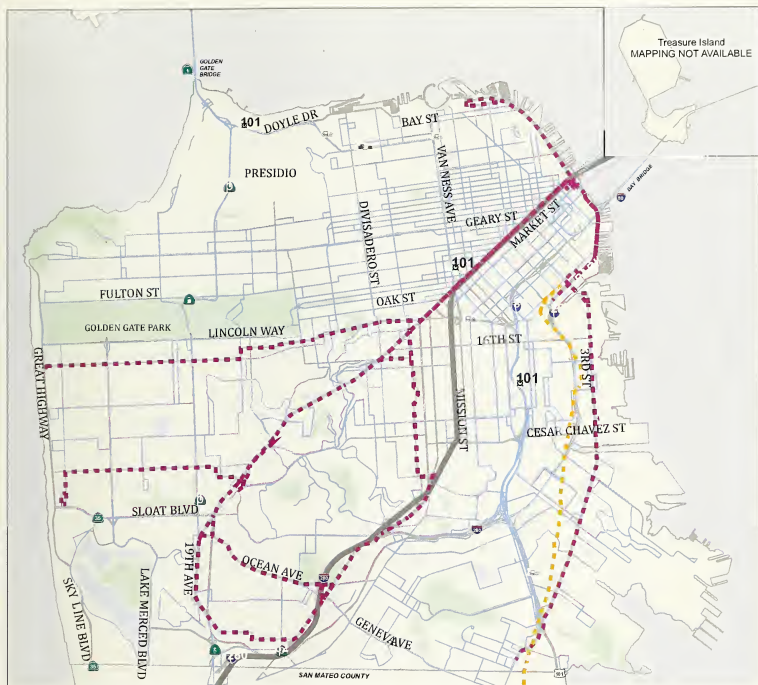 Treasure Island
MAPPING NOT AVAILABLE
GOLDEN
GATE
BRIDGE
101
DOYLE DR
BAY ST
PRESIDIO
VAN NESS AVE
BAY BRIDGE
DIVISADERO ST
GEARY ST
MARKET ST
101
FULTON ST
OAK ST
GOLDEN GATE PARK
LINCOLN WAY
16TH ST
GREAT HIGHWAY
3RD ST
101
MISSION ST
CESAR CHAVEZ ST
SLOAT BLVD
19TH AVE
OCEAN AVE
SKY LINE BLVD
LAKE MERCED BLVD
GENEVA AVE
SAN MATEO COUNTY
101